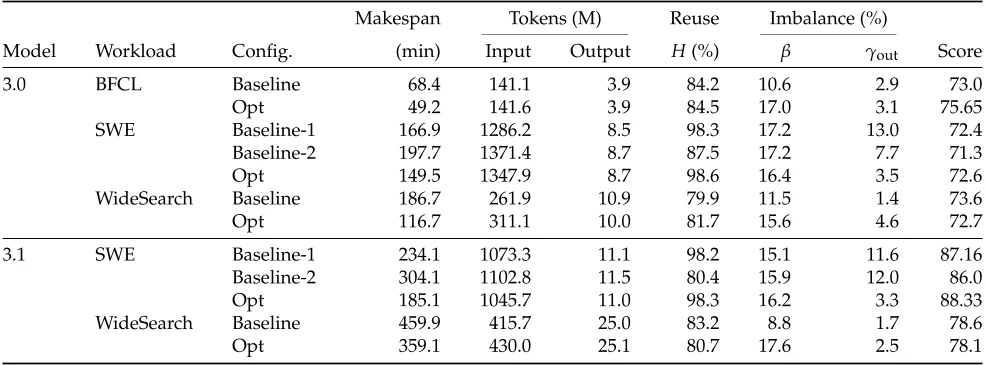 Makespan Tokens (M) Reuse Imbalance (%)
Model Workload Config. (min) Input Output H (%) β γout Score
3.0 BFCL Baseline 68.4 141.1 3.9 84.2 10.6 2.9 73.0
Opt 49.2 141.6 3.9 84.5 17.0 3.1 75.65
SWE Baseline-1 166.9 1286.2 8.5 98.3 17.2 13.0 72.4
Baseline-2 197.7 1371.4 8.7 87.5 17.2 7.7 71.3
Opt 149.5 1347.9 8.7 98.6 16.4 3.5 72.6
WideSearch Baseline 186.7 261.9 10.9 79.9 11.5 1.4 73.6
Opt 116.7 311.1 10.0 81.7 15.6 4.6 72.7
3.1 SWE Baseline-1 234.1 1073.3 11.1 98.2 15.1 11.6 87.16
Baseline-2 304.1 1102.8 11.5 80.4 15.9 12.0 86.0
Opt 185.1 1045.7 11.0 98.3 16.2 3.3 88.33
WideSearch Baseline 459.9 415.7 25.0 83.2 8.8 1.7 78.6
Opt 359.1 430.0 25.1 80.7 17.6 2.5 78.1